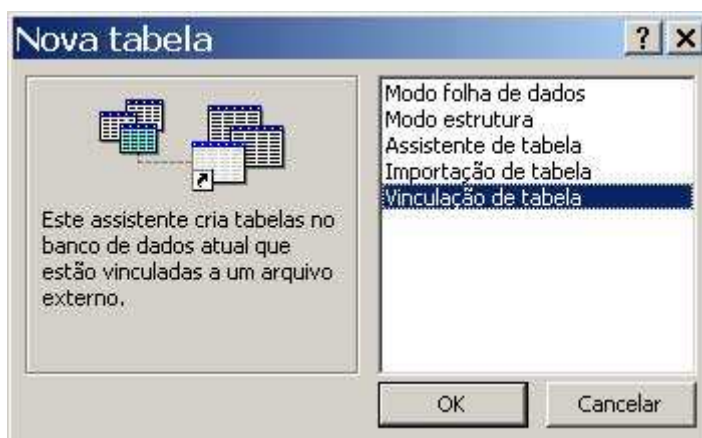 Nova tabela
Este assistente cria tabelas no
banco de dados atual que
estão vinculadas a um arquivo
externo.
Modo folha de dados
Modo estrutura
Assistente de tabela
Importação de tabela
Vinculação de tabela
OK
Cancelar